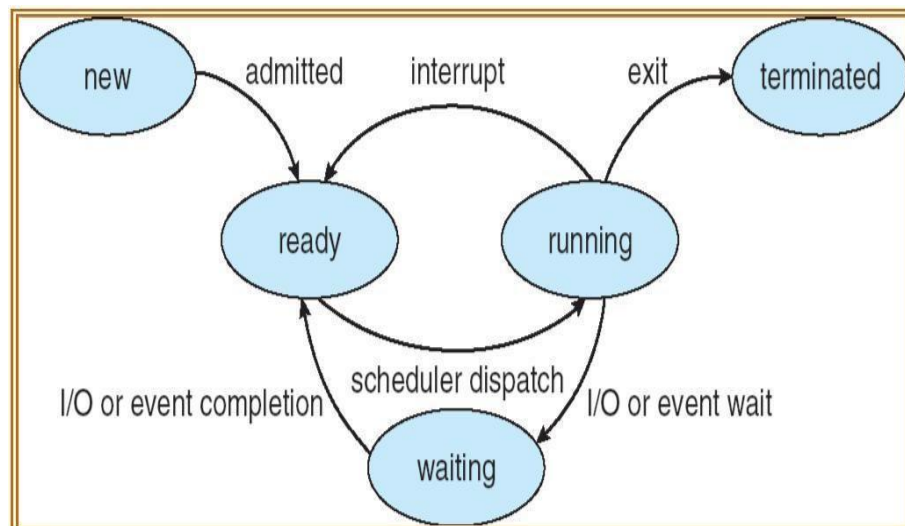 new
admitted
interrupt
exit
terminated
ready
running
scheduler dispatch
I/O or event completion
I/O or event wait
waiting